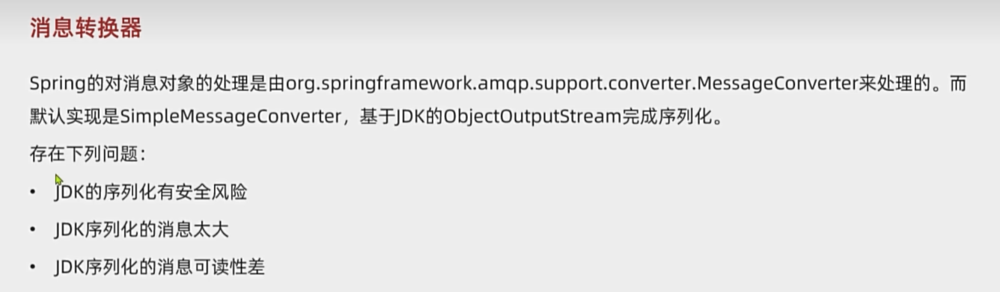 消息转换器
Spring的对消息对象的处理是由org.springframework.amqp.support.converter.MessageConverter来处理的。而
默认实现是SimpleMessageConverter，基于JDK的ObjectOutputStream完成序列化。
存在下列问题：
• JDK的序列化有安全风险
• JDK序列化的消息太大
• JDK序列化的消息可读性差